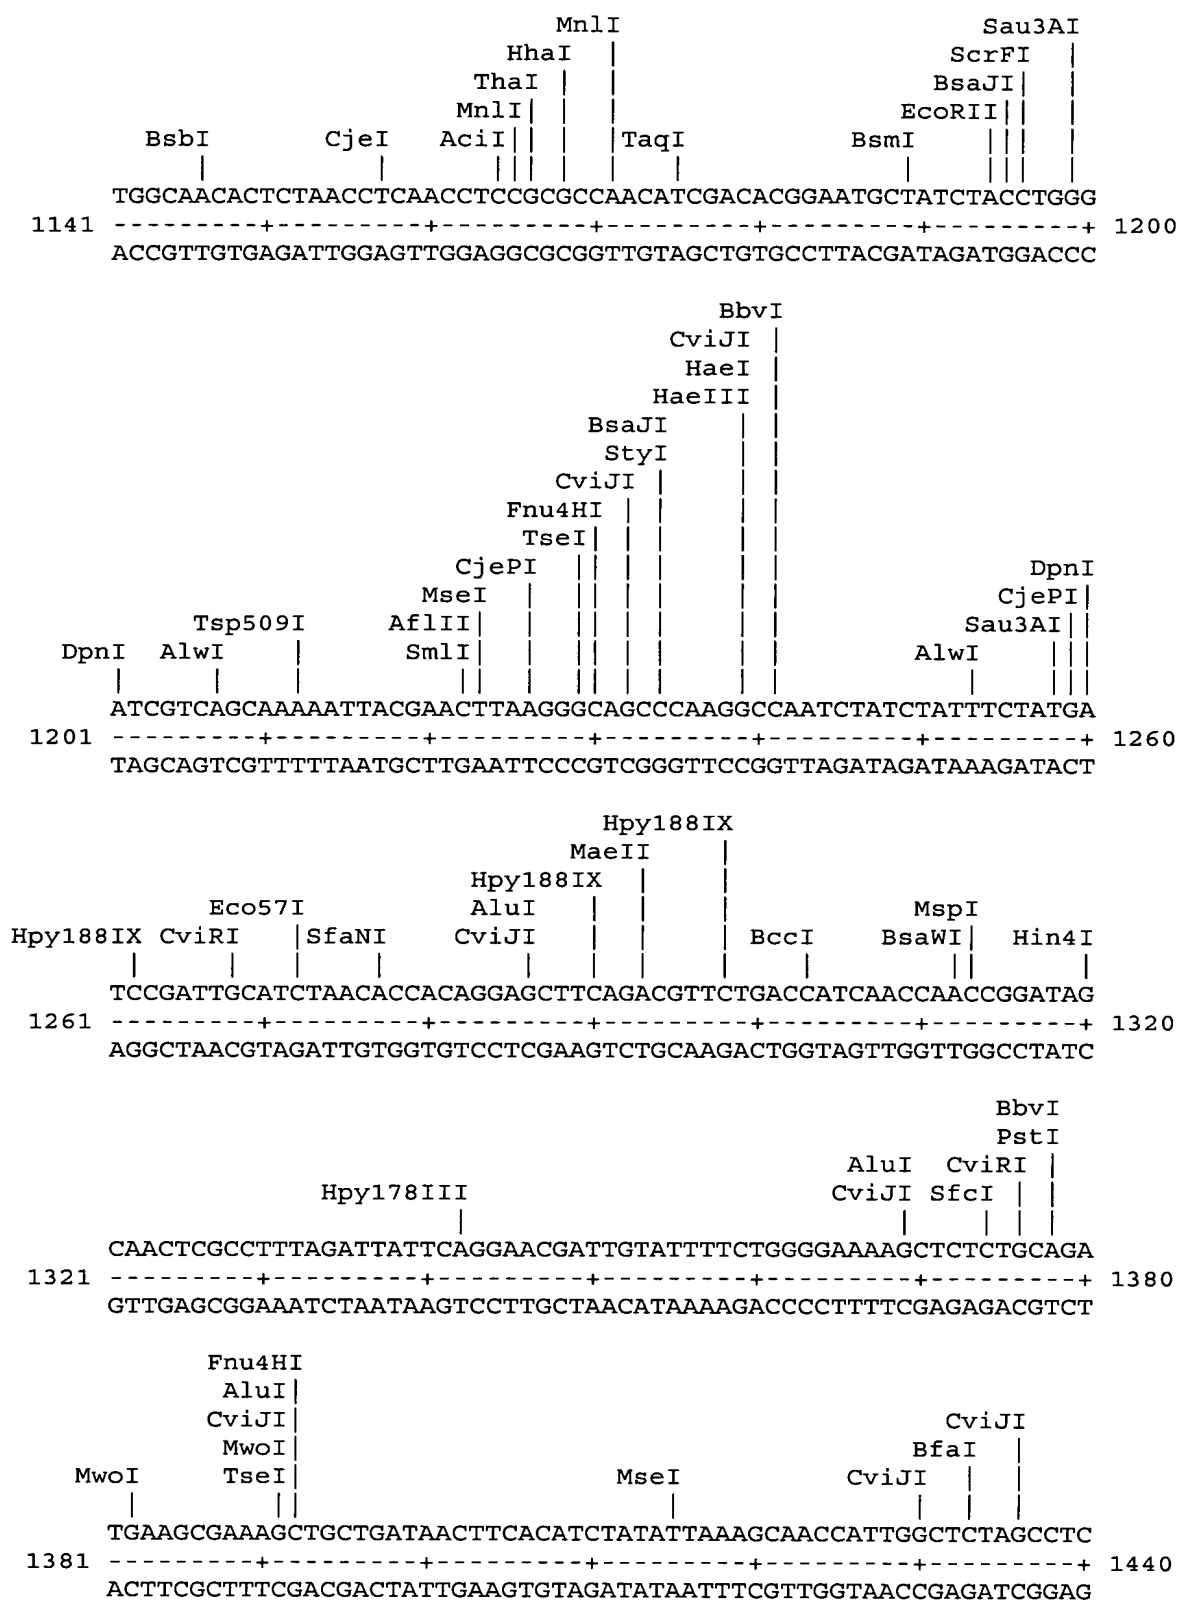 MnlI Sau3AI
HhaI ScrFI
ThaI BsaJI
MnlI EcoRII
BsbI CjeI AciI TaqI BsmI
TGGCAACACTCTAACCTCAACCTCCGCGCCAACATCGACACGGAATGCTATCTACCTGGG
1141 ---------+---------+---------+---------+---------+---------+ 1200
ACCGTTGTGAGATTGGAGTTGGAGGCGCGGTTGTAGCTGTGCCTTACGATAGATGGACCC
BbvI
CviJI
HaeI
HaeIII
BsaJI
StyI
CviJI
Fnu4HI
TseI
CjePI DpnI
MseI CjePI
Tsp509I AflII Sau3AI
DpnI AlwI SmlI AlwI
ATCGTCAGCAAAAATTACGAACTTAAGGGCAGCCCAAGGCCAATCTATCTATTTCTATGA
1201 ---------+---------+---------+---------+---------+---------+ 1260
TAGCAGTCGTTTTTAATGCTTGAATTCCCGTCGGGTTCCGGTTAGATAGATAAAGATACT
Hpy188IX
MaeII
Hpy188IX
Eco57I AluI MspI
Hpy188IX CviRI SfaNI CviJI BccI BsaWI Hin4I
TCCGATTGCATCTAACACCACAGGAGCTTCAGACGTTCTGACCATCAACCAACCGGATAG
1261 ---------+---------+---------+---------+---------+---------+ 1320
AGGCTAACGTAGATTGTGGTGTCCTCGAAGTCTGCAAGACTGGTAGTTGGTTGGCCTATC
BbvI
PstI
AluI CviRI
Hpy178III CviJI SfcI
CAACTCGCCTTTAGATTATTCAGGAACGATTGTATTTTCTGGGGAAAAGCTCTCTGCAGA
1321 ---------+---------+---------+---------+---------+---------+ 1380
GTTGAGCGGAAATCTAATAAGTCCTTGCTAACATAAAAGACCCCTTTTCGAGAGACGTCT
Fnu4HI
AluI
CviJI CviJI
MwoI BfaI
MwoI TseI MseI CviJI
TGAAGCGAAAGCTGCTGATAACTTCACATCTATATTAAAGCAACCATTGGCTCTAGCCTC
1381 ---------+---------+---------+---------+---------+---------+ 1440
ACTTCGCTTTCGACGACTATTGAAGTGTAGATATAATTTCGTTGGTAACCGAGATCGGAG